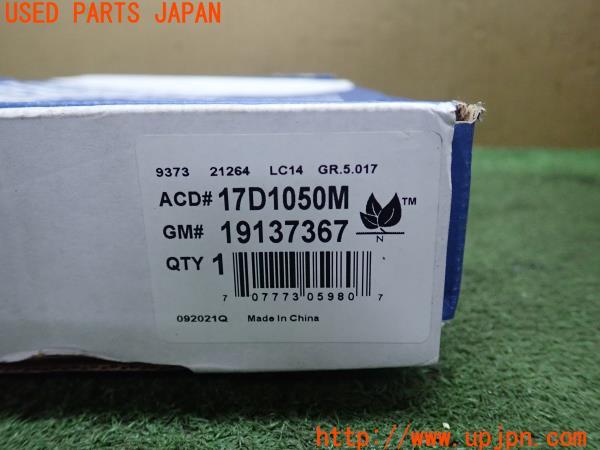 USED PARTS JAPAN
9373 21264 LC14 GR.5.017
ACD# 17D1050M
TM
GM# 19137367
N
QTY 1
7 07773 05980 7
092021Q Made In China
http://www.upjpn.com